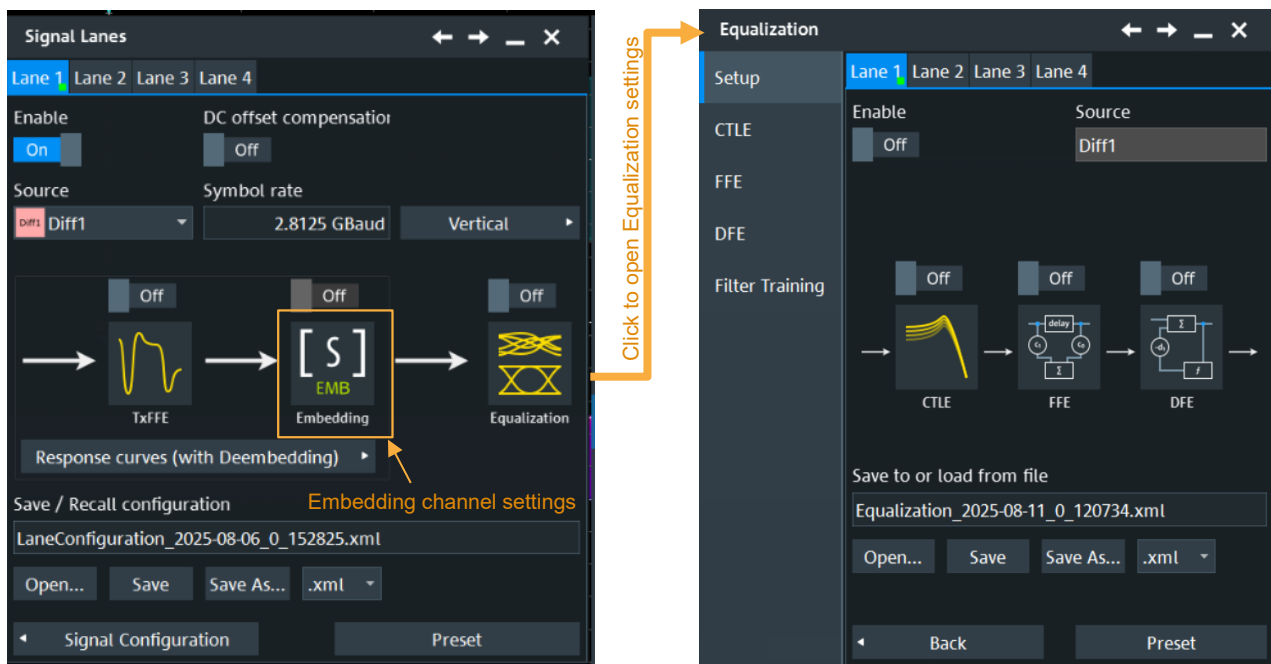 Signal Lanes
Lane 1 Lane 2 Lane 3 Lane 4
Enable DC offset compensation
On Off
Source Symbol rate
Diff1 Diff1 2.8125 GBaud Vertical
Off Off Off
[ S ]
EMB
TxFFE Embedding Equalization
Response curves (with Deembedding)
Embedding channel settings
Save / Recall configuration
LaneConfiguration_2025-08-06_0_152825.xml
Open... Save Save As... .xml
Signal Configuration Preset
Click to open Equalization settings
Equalization
Setup
CTLE
FFE
DFE
Filter Training
Lane 1 Lane 2 Lane 3 Lane 4
Enable Source
Off Diff1
Off Off Off
delay
Σ
Σ
f
CTLE FFE DFE
Save to or load from file
Equalization_2025-08-11_0_120734.xml
Open... Save Save As... .xml
Back Preset